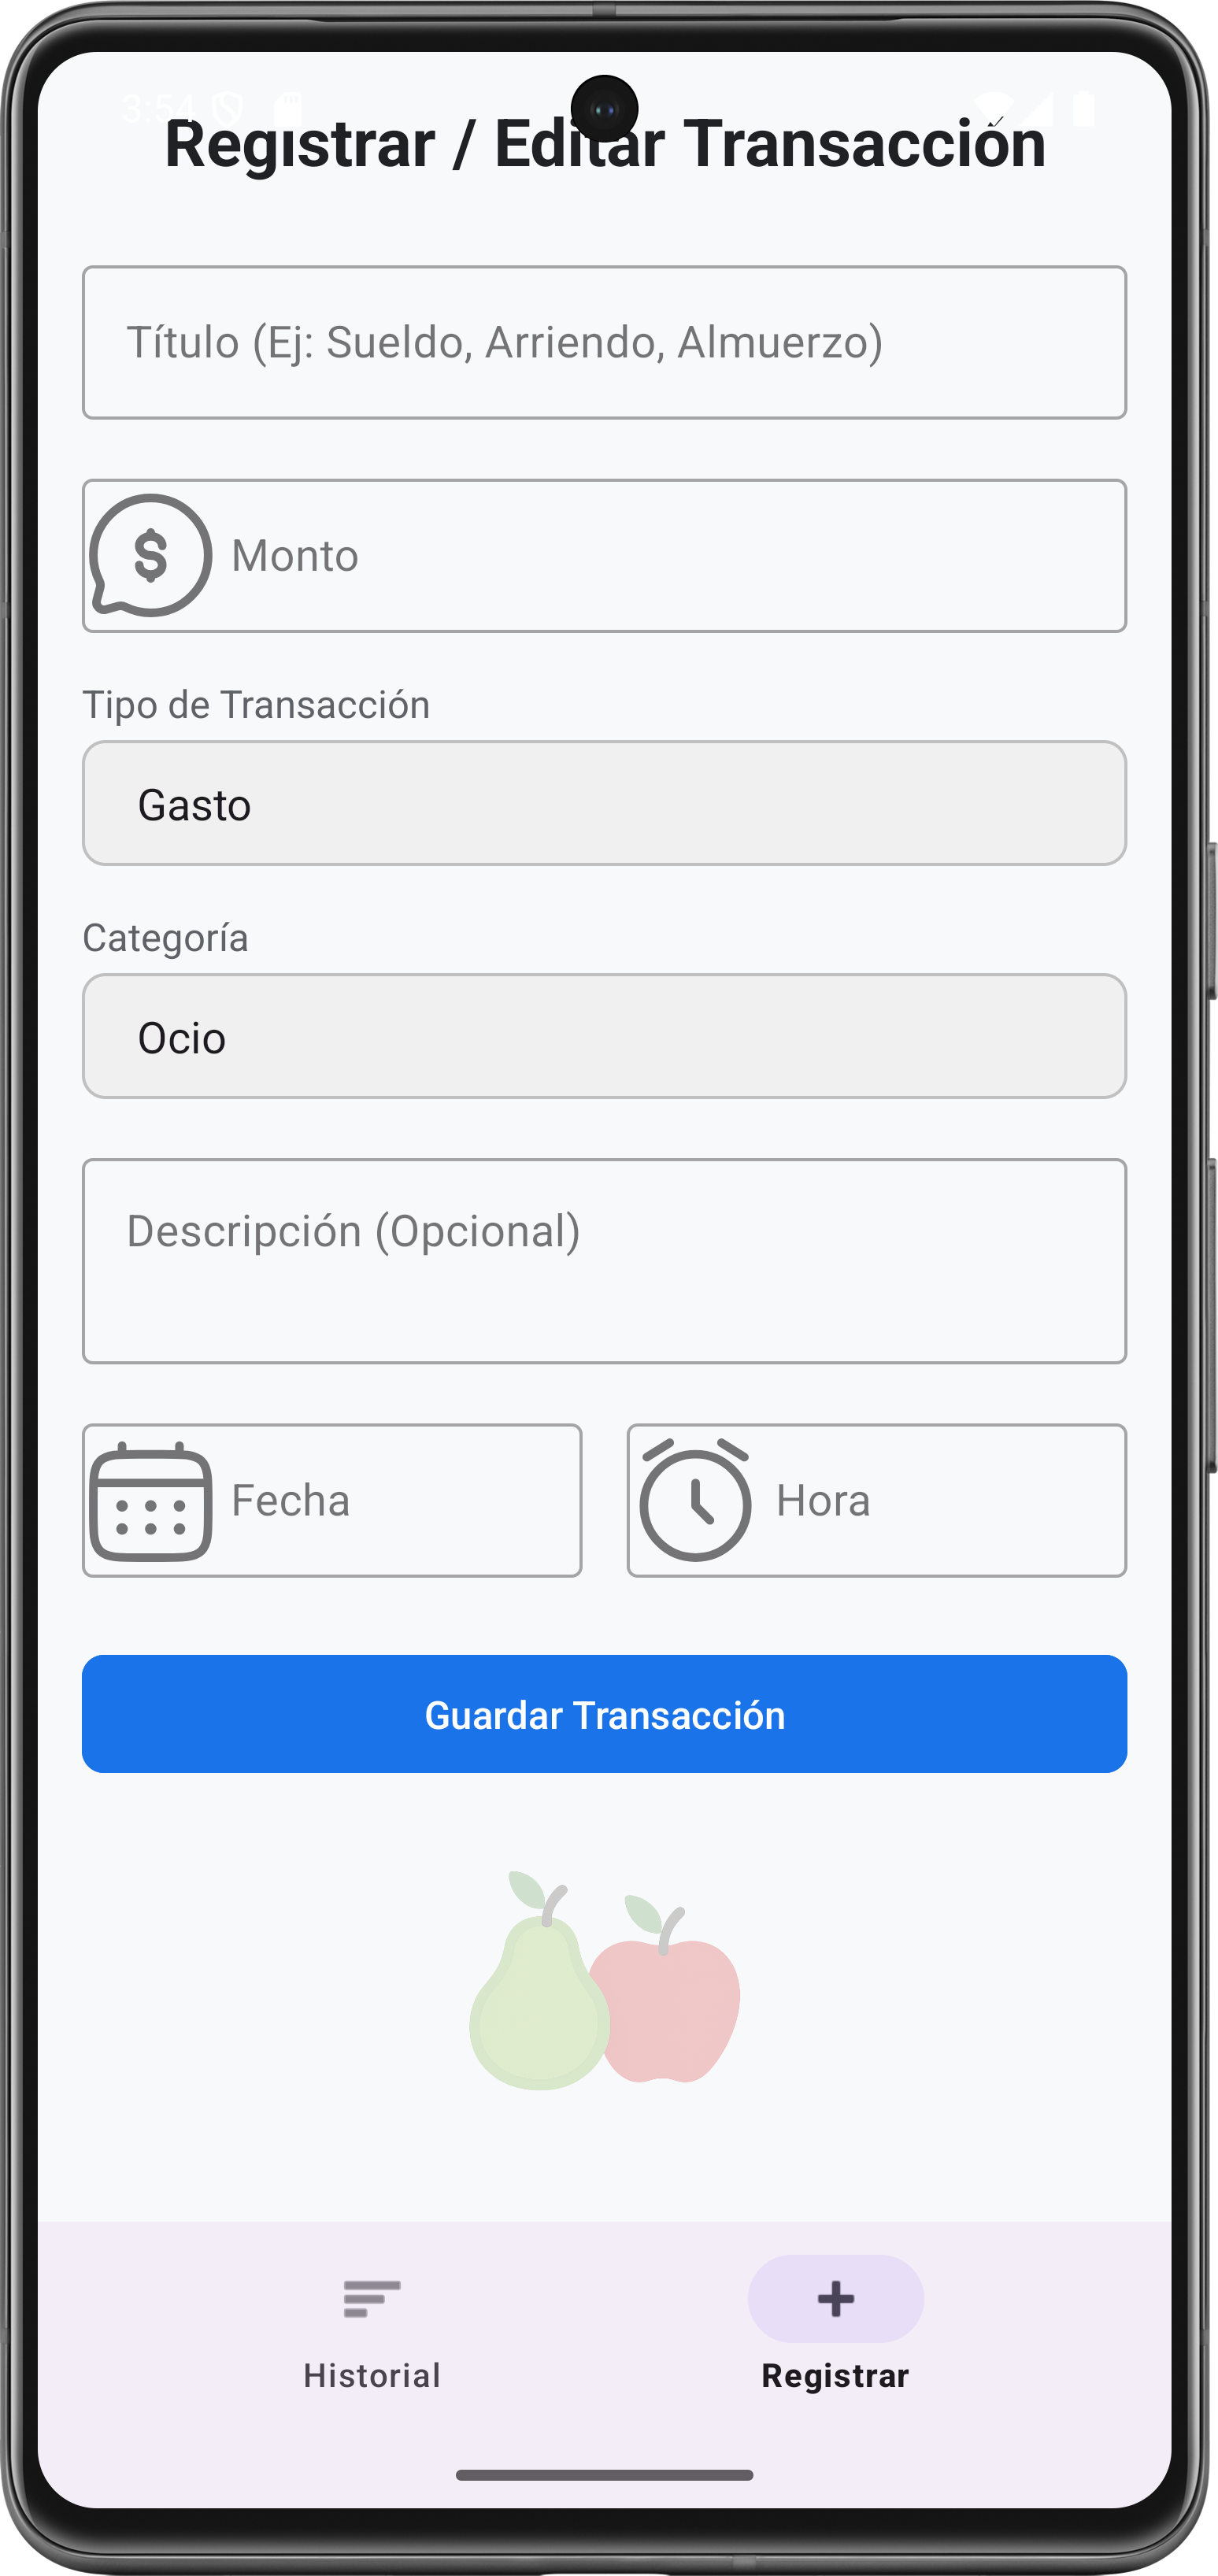 3:54
Registrar / Editar Transacción
Título (Ej: Sueldo, Arriendo, Almuerzo)
$ Monto
Tipo de Transacción
Gasto
Categoría
Ocio
Descripción (Opcional)
Fecha
Hora
Guardar Transacción
Historial
Registrar